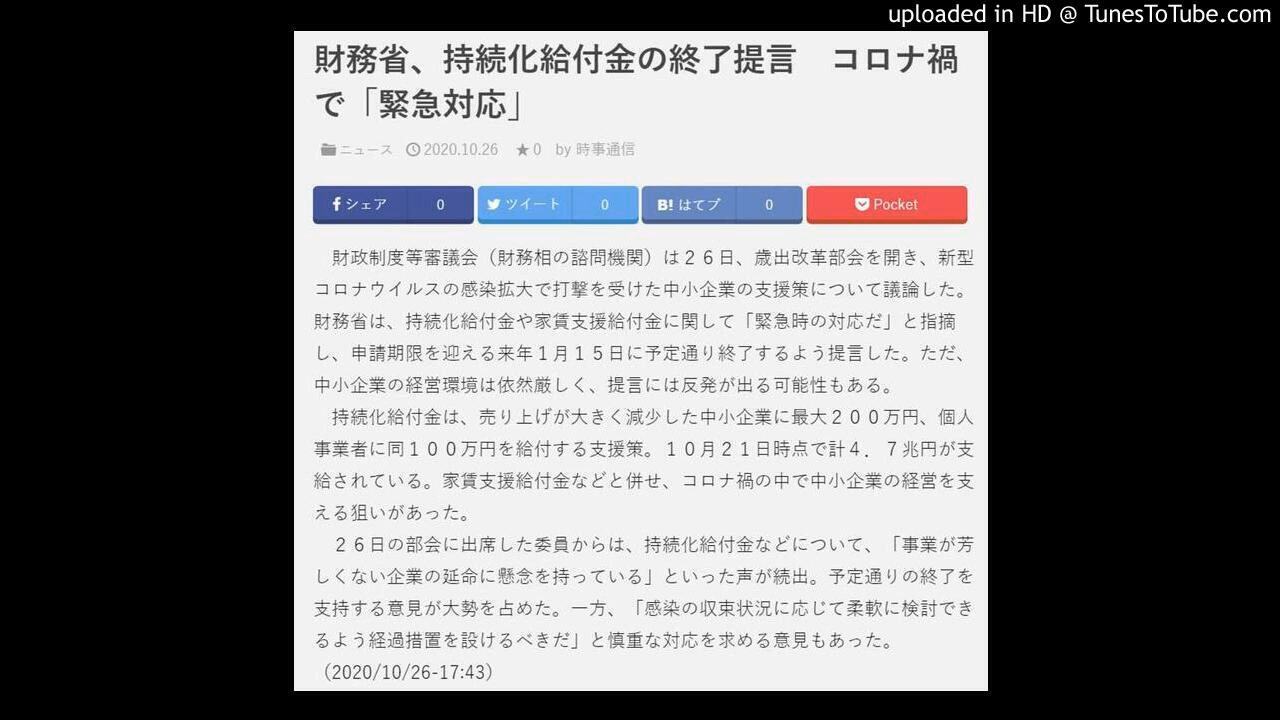 uploaded in HD @ TunesToTube.com
財務省、持続化給付金の終了提言　コロナ禍
で「緊急対応」
ニュース 2020.10.26 ★0 by 時事通信
シェア 0 ツイート 0 B! はてブ 0 Pocket
　財政制度等審議会（財務相の諮問機関）は２６日、歳出改革部会を開き、新型
コロナウイルスの感染拡大で打撃を受けた中小企業の支援策について議論した。
財務省は、持続化給付金や家賃支援給付金に関して「緊急時の対応だ」と指摘
し、申請期限を迎える来年１月１５日に予定通り終了するよう提言した。ただ、
中小企業の経営環境は依然厳しく、提言には反発が出る可能性もある。
　持続化給付金は、売り上げが大きく減少した中小企業に最大２００万円、個人
事業者に同１００万円を給付する支援策。１０月２１日時点で計４．７兆円が支
給されている。家賃支援給付金などと併せ、コロナ禍の中で中小企業の経営を支
える狙いがあった。
　２６日の部会に出席した委員からは、持続化給付金などについて、「事業が芳
しくない企業の延命に懸念を持っている」といった声が続出。予定通りの終了を
支持する意見が大勢を占めた。一方、「感染の収束状況に応じて柔軟に検討でき
るよう経過措置を設けるべきだ」と慎重な対応を求める意見もあった。
（2020/10/26-17:43）